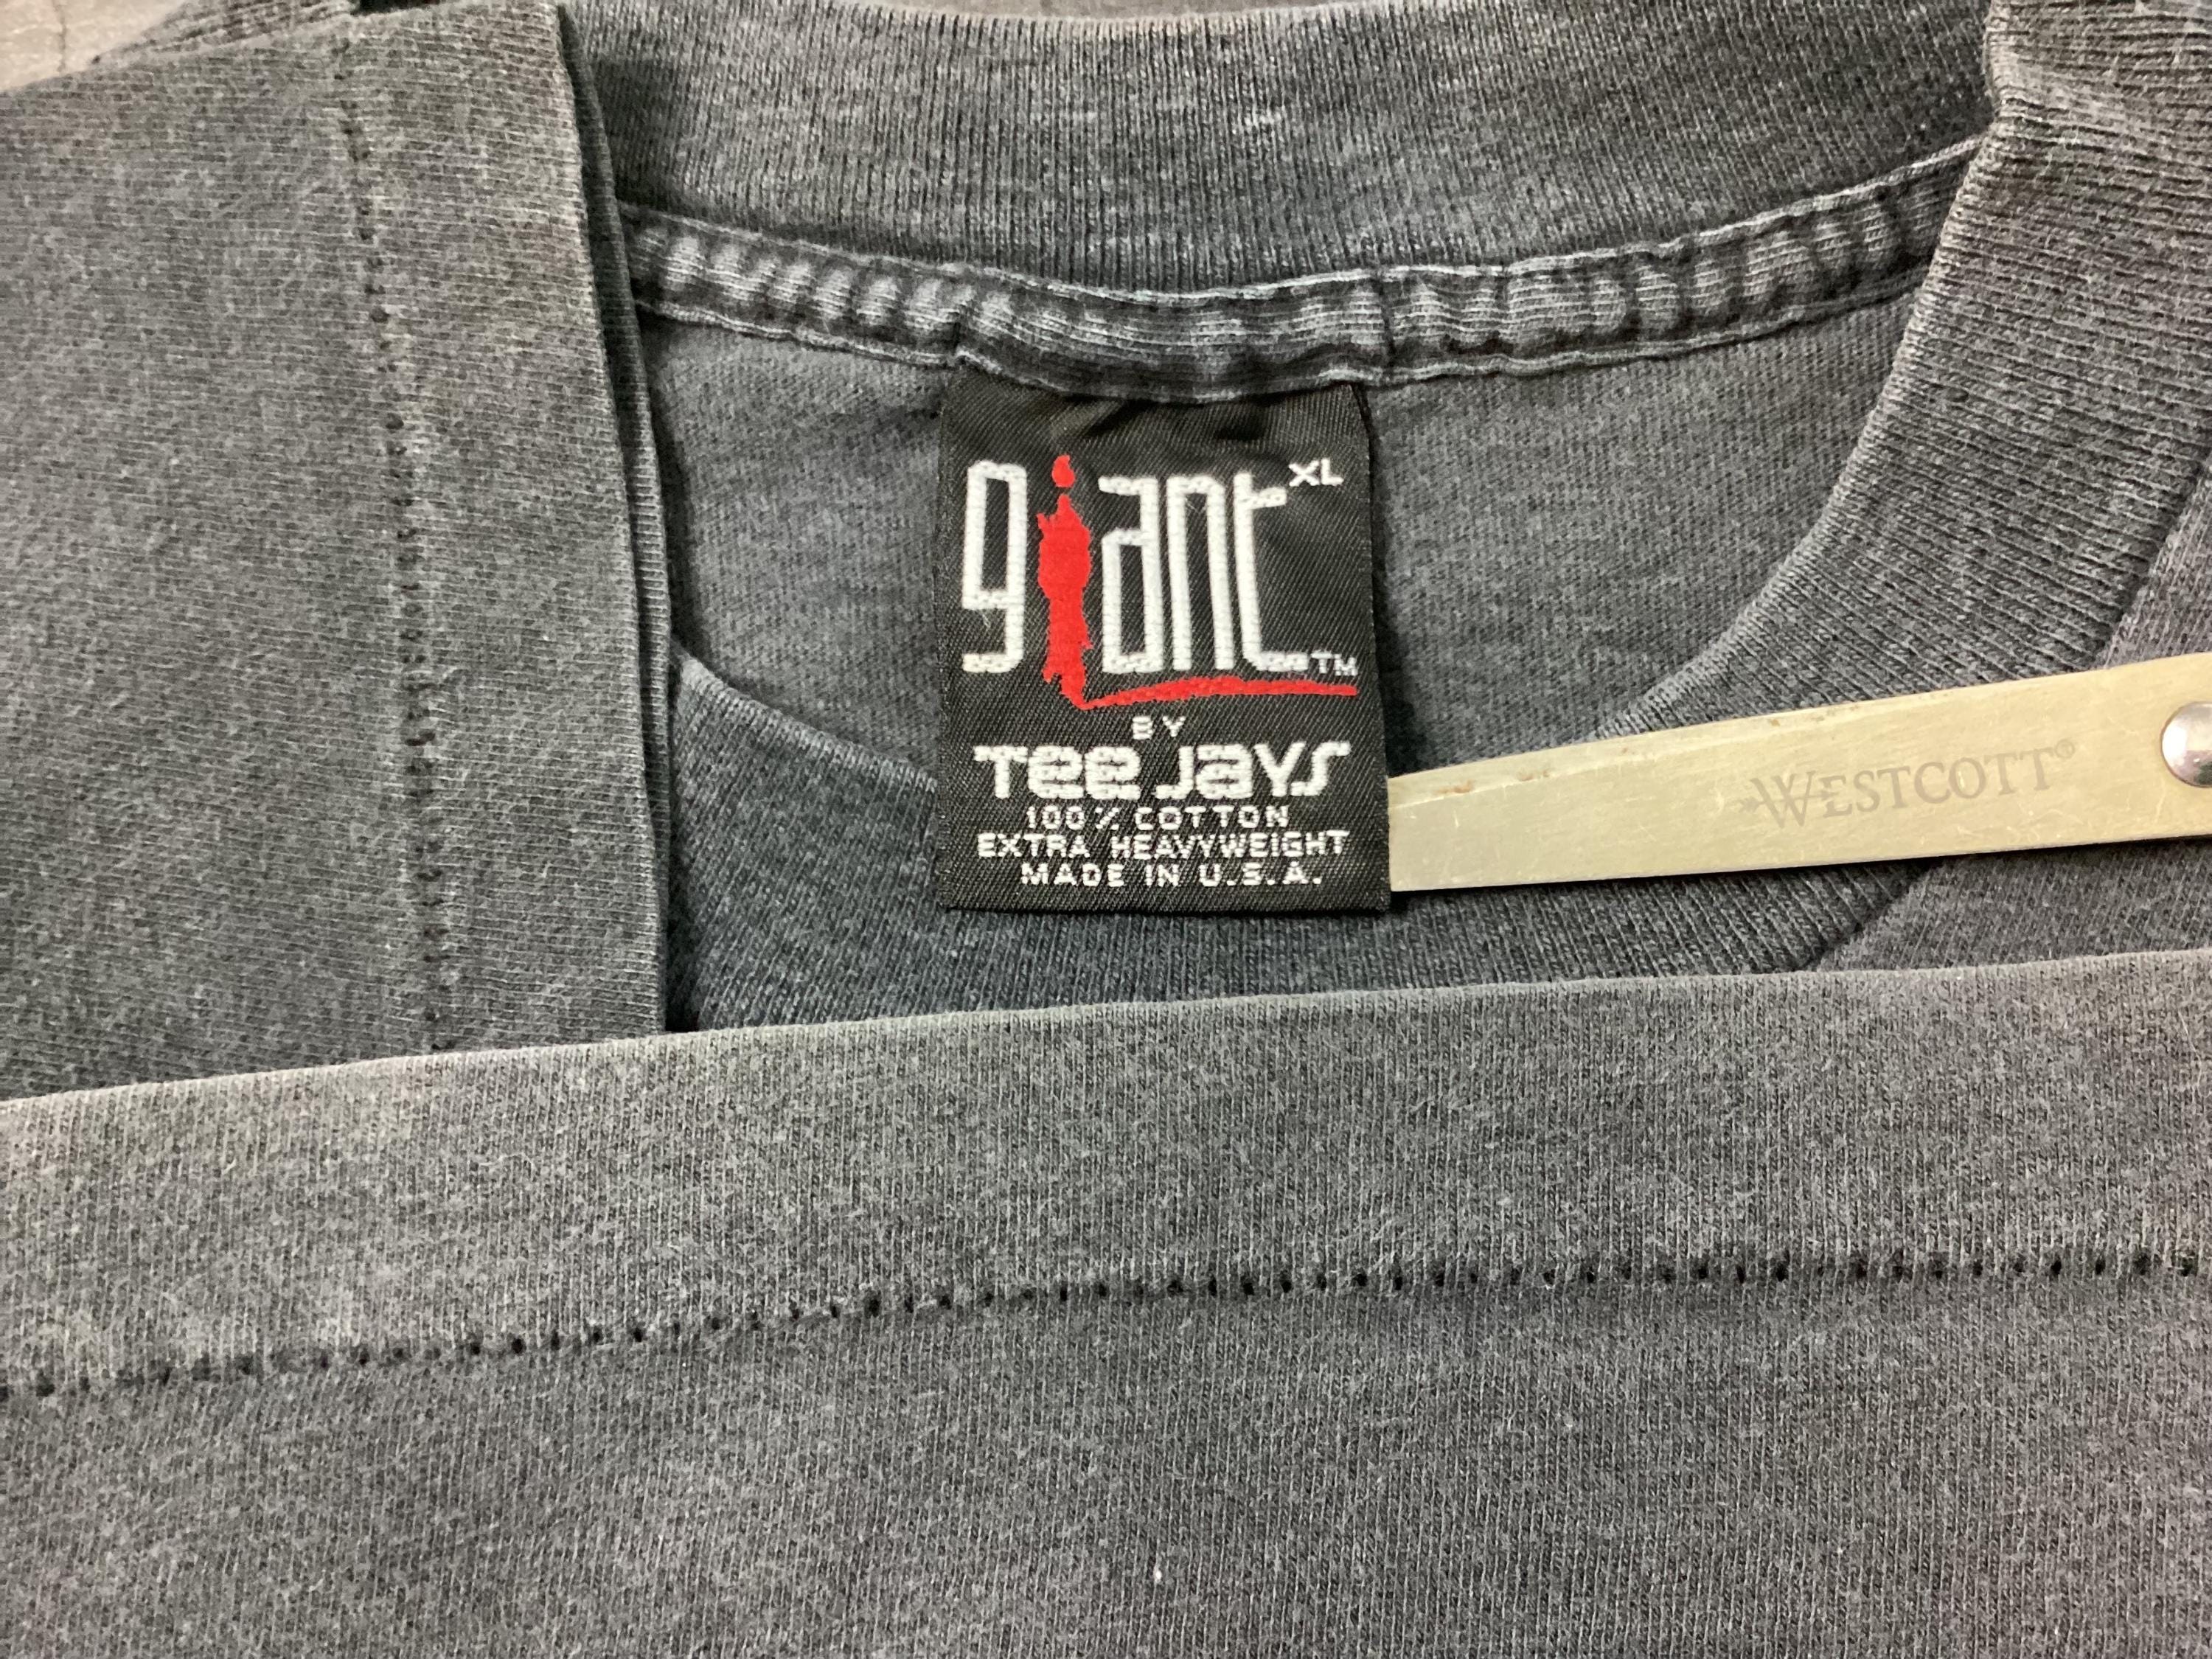 giant XL
TM
BY
Tee Jays
100% COTTON
EXTRA HEAVYWEIGHT
MADE IN U.S.A.
WESTCOTT®